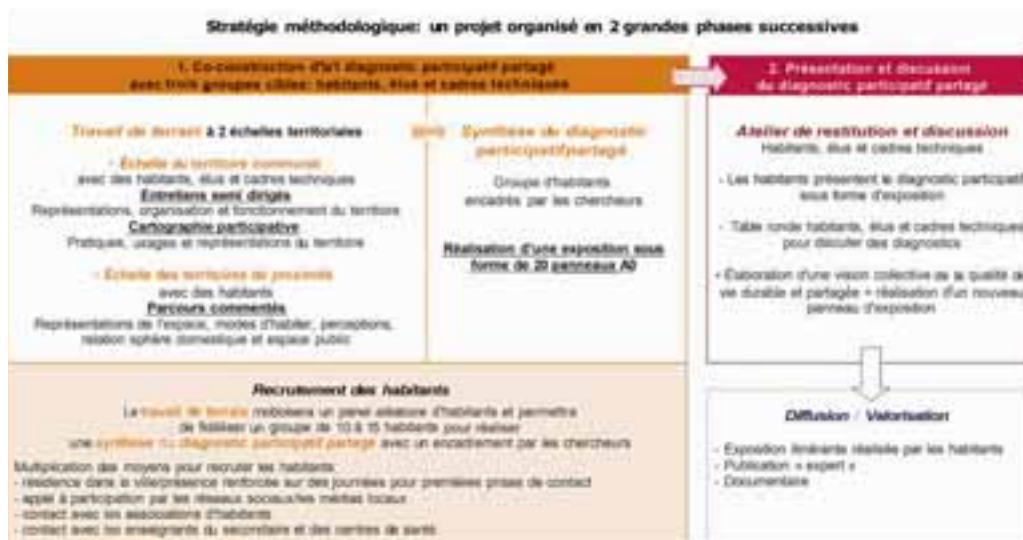 Stratégie méthodologique: un projet organisé en 2 grandes phases successives
1. Co-construction d'un diagnostic participatif partagé
avec trois groupes cibles: habitants, élus et cadres techniques
Travail de terrain à 2 échelles territoriales
- Échelle du territoire communal
avec des habitants, élus et cadres techniques
Entretiens semi dirigés
Représentations, organisation et fonctionnement du territoire
Cartographie participative
Pratiques, usages et représentations du territoire
- Échelle des territoires de proximité
avec des habitants
Parcours commentés
Représentations de l'espace, modes d'habiter, perceptions,
relation sphère domestique et espace public
Synthèse du diagnostic
participatif partagé
Groupe d'habitants
encadrés par les chercheurs
Réalisation d'une exposition sous
forme de 20 panneaux A0
Recrutement des habitants
Le travail de terrain mobilisera un panel aléatoire d'habitants et permettra
de fidéliser un groupe de 10 à 15 habitants pour réaliser
une synthèse du diagnostic participatif partagé avec un encadrement par les chercheurs
Multiplication des moyens pour recruter les habitants
- résidence dans la ville/présence renforcée sur des journées pour premières prises de contact
- appel à participation par les réseaux sociaux/les médias locaux
- contact avec les associations d'habitants
- contact avec les enseignants du secondaire et des centres de santé
2. Présentation et discussion
du diagnostic participatif partagé
Atelier de restitution et discussion
Habitants, élus et cadres techniques
- Les habitants présentent le diagnostic participatif
sous forme d'exposition
- Table ronde habitants, élus et cadres techniques
pour discuter des diagnostics
- Élaboration d'une vision collective de la qualité de
vie durable et partagée + réalisation d'un nouveau
panneau d'exposition
Diffusion / Valorisation
- Exposition itinérante réalisée par les habitants
- Publication « expert »
- Documentaire